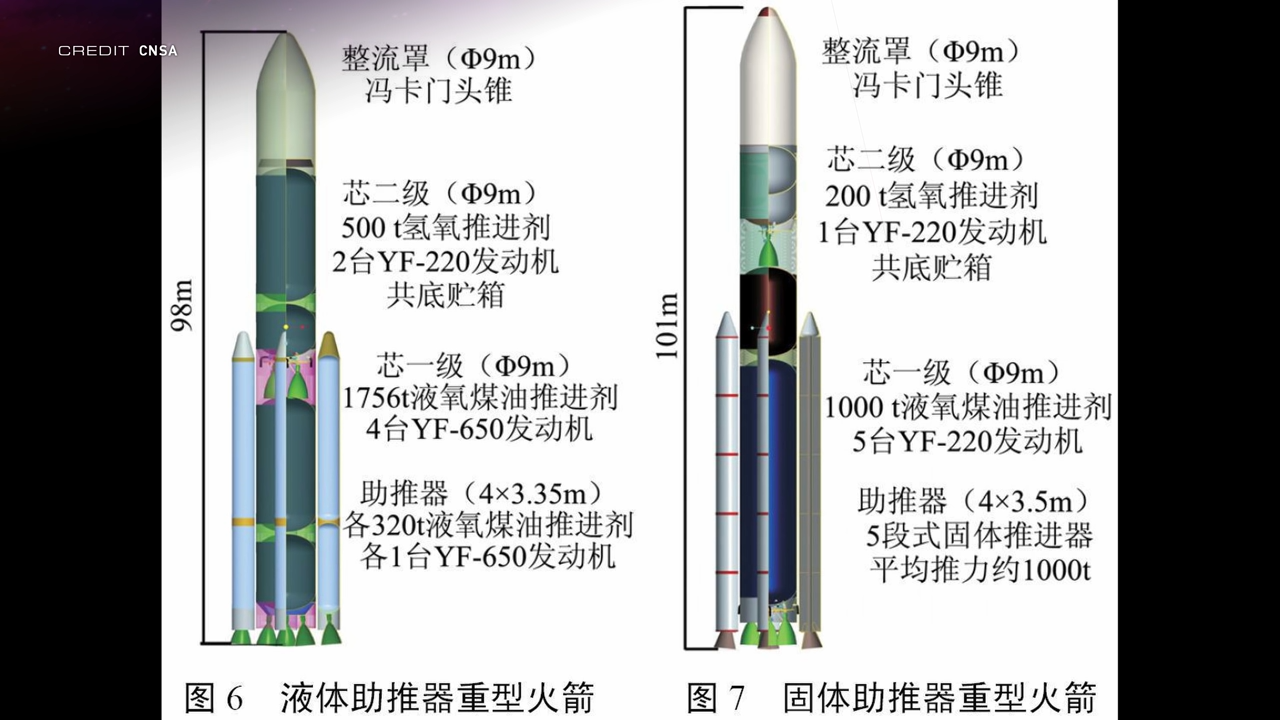 CREDIT CNSA
98m
整流罩（Φ9m）
冯卡门头锥
芯二级（Φ9m）
500 t氢氧推进剂
2台YF-220发动机
共底贮箱
芯一级（Φ9m）
1756t液氧煤油推进剂
4台YF-650发动机
助推器（4×3.35m）
各320t液氧煤油推进剂
各1台YF-650发动机
图 6 液体助推器重型火箭
101m
整流罩（Φ9m）
冯卡门头锥
芯二级（Φ9m）
200 t氢氧推进剂
1台YF-220发动机
共底贮箱
芯一级（Φ9m）
1000 t液氧煤油推进剂
5台YF-220发动机
助推器（4×3.5m）
5段式固体推进器
平均推力约1000t
图 7 固体助推器重型火箭